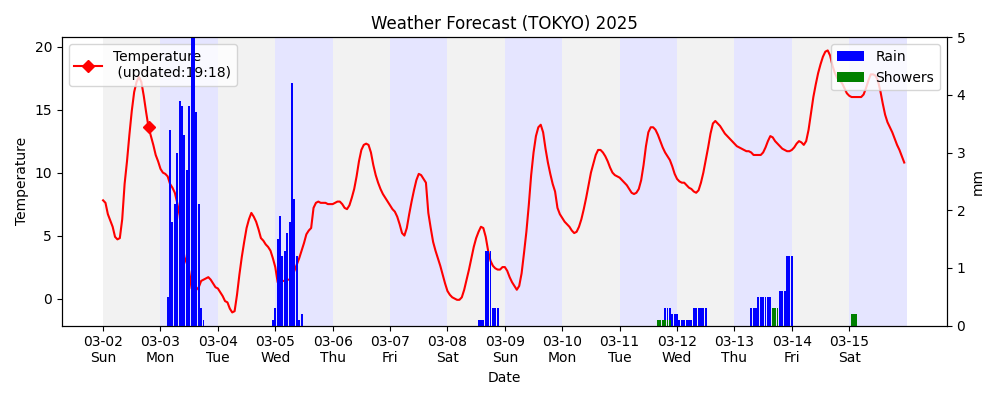 Weather Forecast (TOKYO) 2025
Temperature
(updated:19:18)
Rain
Showers
20
15
10
5
0
Temperature
5
4
3
2
1
0
mm
03-02 03-03 03-04 03-05 03-06 03-07 03-08 03-09 03-10 03-11 03-12 03-13 03-14 03-15
Sun Mon Tue Wed Thu Fri Sat Sun Mon Tue Wed Thu Fri Sat
Date